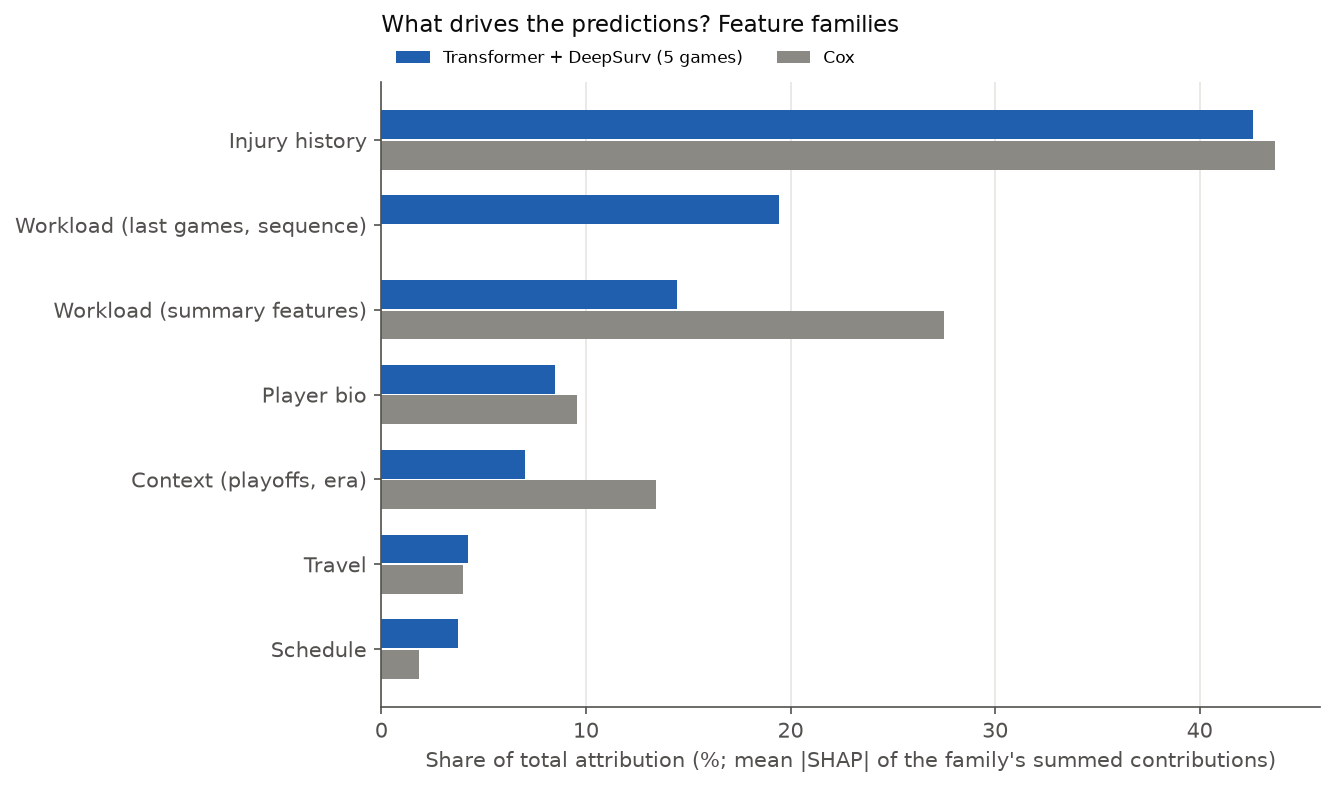 What drives the predictions? Feature families
Transformer + DeepSurv (5 games)
Cox
Injury history
Workload (last games, sequence)
Workload (summary features)
Player bio
Context (playoffs, era)
Travel
Schedule
0 10 20 30 40
Share of total attribution (%; mean |SHAP| of the family's summed contributions)